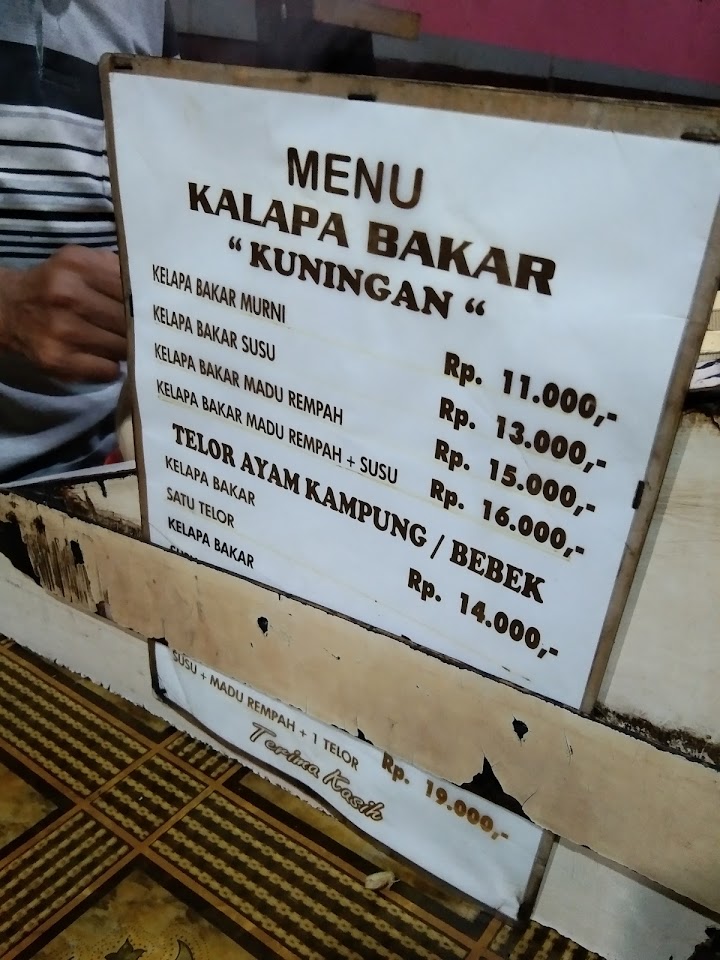 MENU
KALAPA BAKAR
“ KUNINGAN “
KELAPA BAKAR MURNI Rp. 11.000,-
KELAPA BAKAR SUSU Rp. 13.000,-
KELAPA BAKAR MADU REMPAH Rp. 15.000,-
KELAPA BAKAR MADU REMPAH + SUSU Rp. 16.000,-
TELOR AYAM KAMPUNG / BEBEK
KELAPA BAKAR
SATU TELOR Rp. 14.000,-
KELAPA BAKAR
SUSU + MADU REMPAH + 1 TELOR Rp. 19.000,-
Terima Kasih